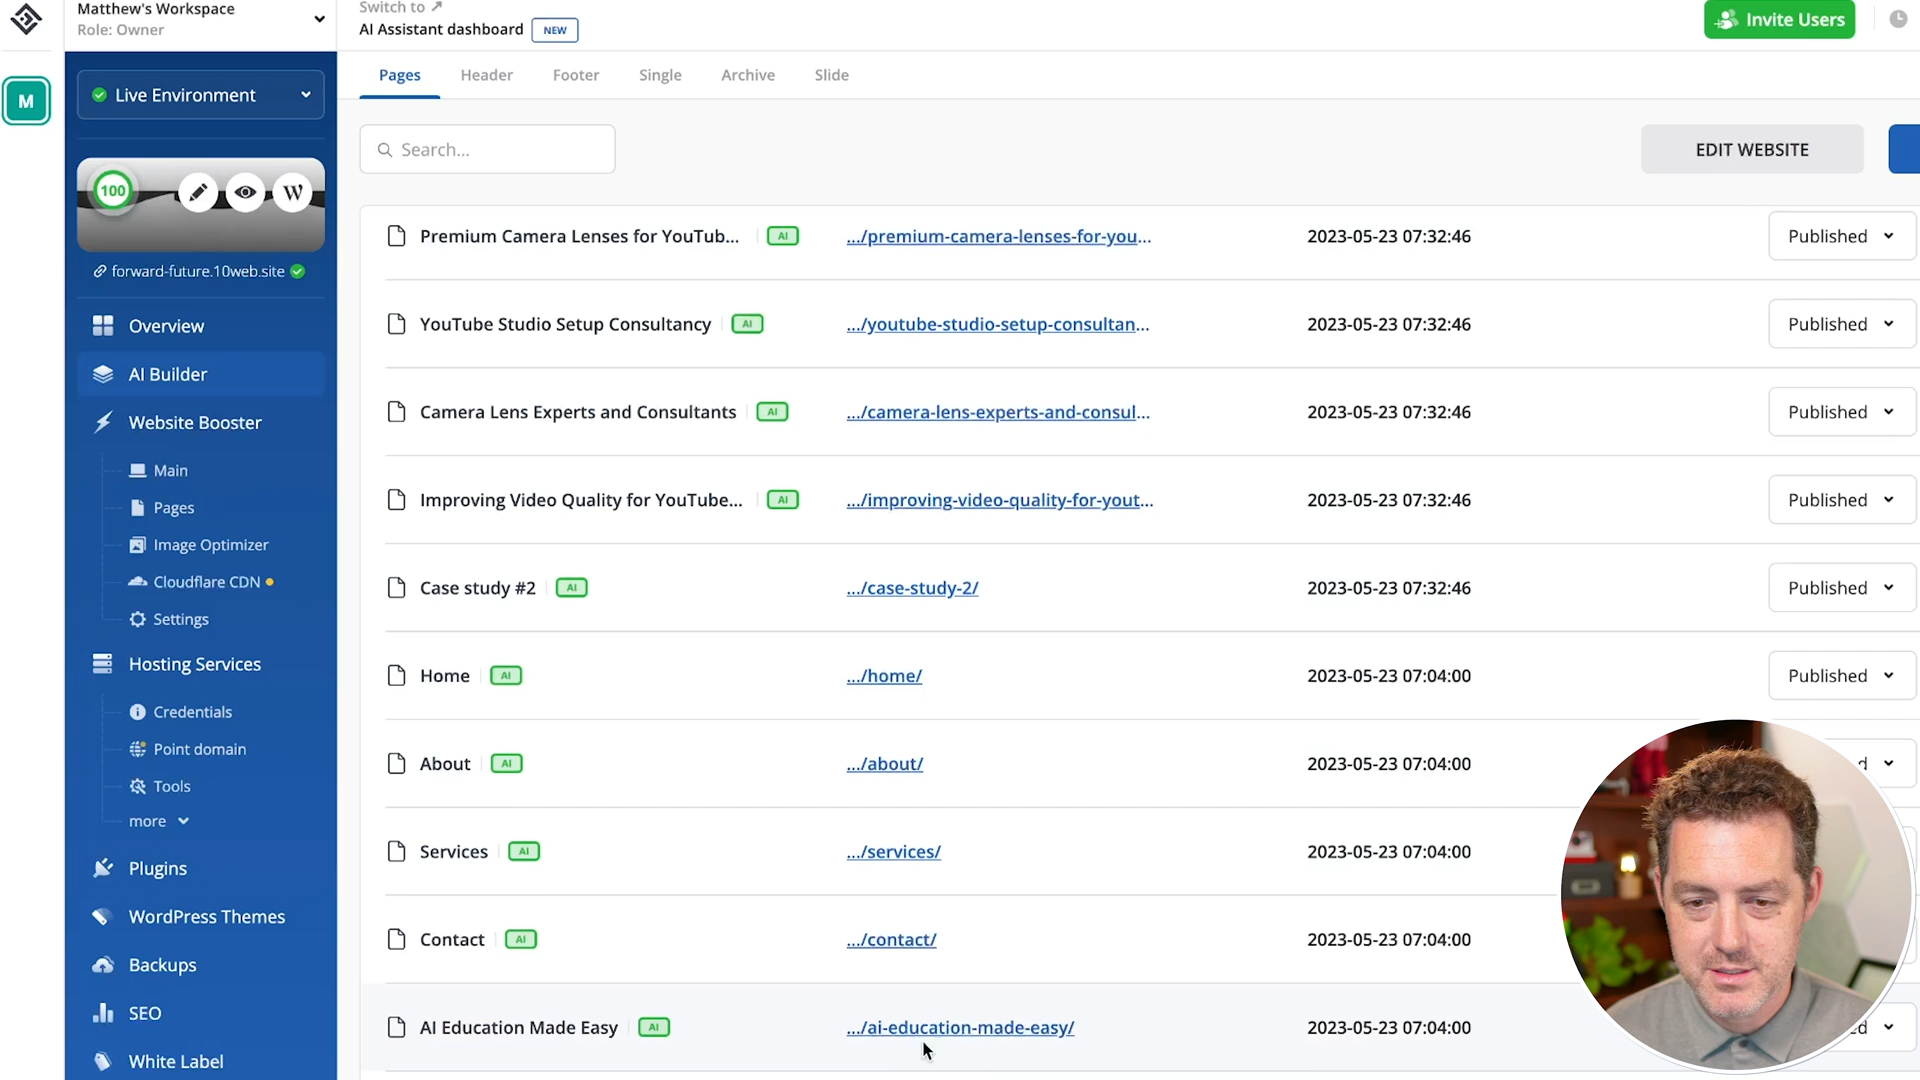 Matthew's Workspace
Role: Owner
Switch to
AI Assistant dashboard NEW
Invite Users
M
Live Environment
100
W
forward-future.10web.site
Overview
AI Builder
Website Booster
Main
Pages
Image Optimizer
Cloudflare CDN
Settings
Hosting Services
Credentials
Point domain
Tools
more
Plugins
WordPress Themes
Backups
SEO
White Label
Pages Header Footer Single Archive Slide
Search...
EDIT WEBSITE
Premium Camera Lenses for YouTub... AI .../premium-camera-lenses-for-you... 2023-05-23 07:32:46 Published
YouTube Studio Setup Consultancy AI .../youtube-studio-setup-consultan... 2023-05-23 07:32:46 Published
Camera Lens Experts and Consultants AI .../camera-lens-experts-and-consul... 2023-05-23 07:32:46 Published
Improving Video Quality for YouTube... AI .../improving-video-quality-for-yout... 2023-05-23 07:32:46 Published
Case study #2 AI .../case-study-2/ 2023-05-23 07:32:46 Published
Home AI .../home/ 2023-05-23 07:04:00 Published
About AI .../about/ 2023-05-23 07:04:00
Services AI .../services/ 2023-05-23 07:04:00
Contact AI .../contact/ 2023-05-23 07:04:00
AI Education Made Easy AI .../ai-education-made-easy/ 2023-05-23 07:04:00